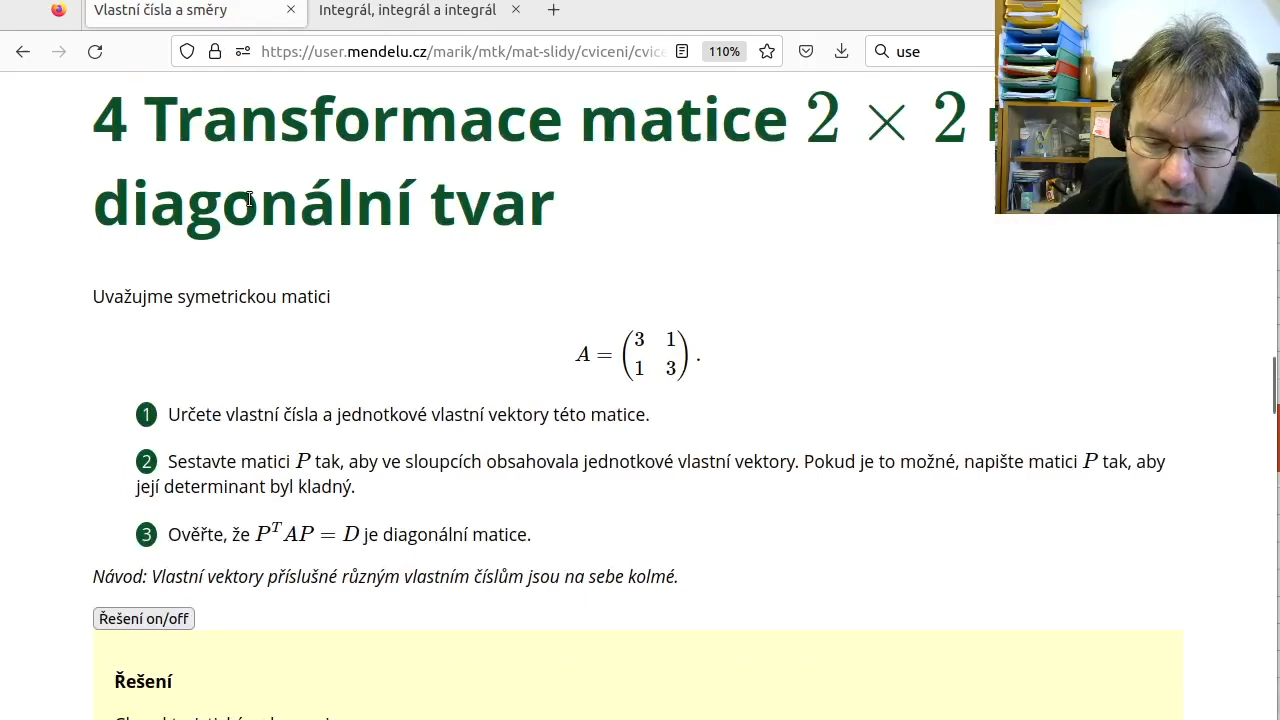 Vlastní čísla a směry
Integrál, integrál a integrál
https://user.mendelu.cz/marik/mtk/mat-slidy/cviceni/cvice
110%
use
4 Transformace matice 2 × 2
diagonální tvar
Uvažujme symetrickou matici
A = (3 1
1 3).
1 Určete vlastní čísla a jednotkové vlastní vektory této matice.
2 Sestavte matici P tak, aby ve sloupcích obsahovala jednotkové vlastní vektory. Pokud je to možné, napište matici P tak, aby
její determinant byl kladný.
3 Ověřte, že P^T AP = D je diagonální matice.
Návod: Vlastní vektory příslušné různým vlastním číslům jsou na sebe kolmé.
Řešení on/off
Řešení